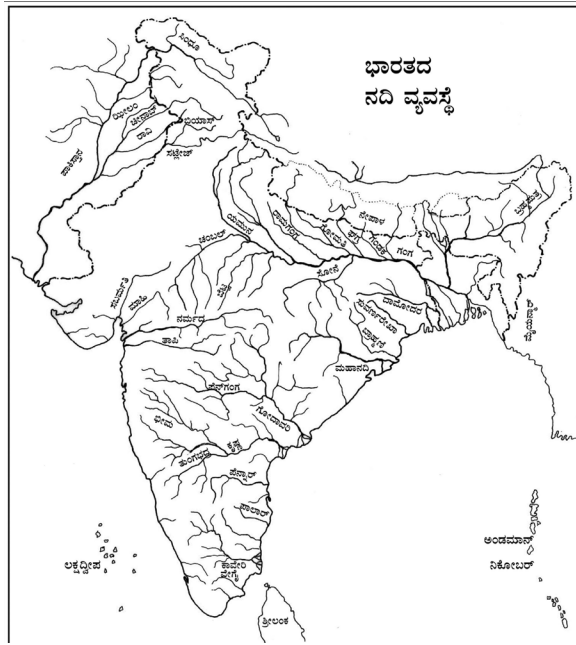 ಭಾರತದ
ನದಿ ವ್ಯವಸ್ಥೆ
ಸಿಂಧೂ
ಝೇಲಂ
ಚೀನಾಬ್
ರಾವಿ
ಬಿಯಾಸ್
ಸಟ್ಲೇಜ್
ಪಾಕಿಸ್ತಾನ
ಯಮುನ
ರಾಮಗಂಗ
ಗೋಮತಿ
ನೇಪಾಳ
ಗಂಡಕ
ಗಂಗ
ಬ್ರಹ್ಮಪುತ್ರ
ಚಂಬಲ್
ಸೋನೆ
ಸಬರ್ಮತಿ
ಮಾಹಿ
ದಾಮೋದರ
ಸುವರ್ಣರೇಖಾ
ಬ್ರಾಹ್ಮಣಿ
ನರ್ಮದ
ತಾಪಿ
ಮಹಾನದಿ
ಪೆನ್‌ಗಂಗ
ಗೋದಾವರಿ
ಭೀಮ
ಕೃಷ್ಣ
ತುಂಗಭದ್ರ
ಪೆನ್ನಾರ್
ಪಾಲಾರ್
ಅಂಡಮಾನ್
ನಿಕೋಬರ್
ಲಕ್ಷದ್ವೀಪ
ಕಾವೇರಿ
ವೇಗೈ
ಶ್ರೀಲಂಕ